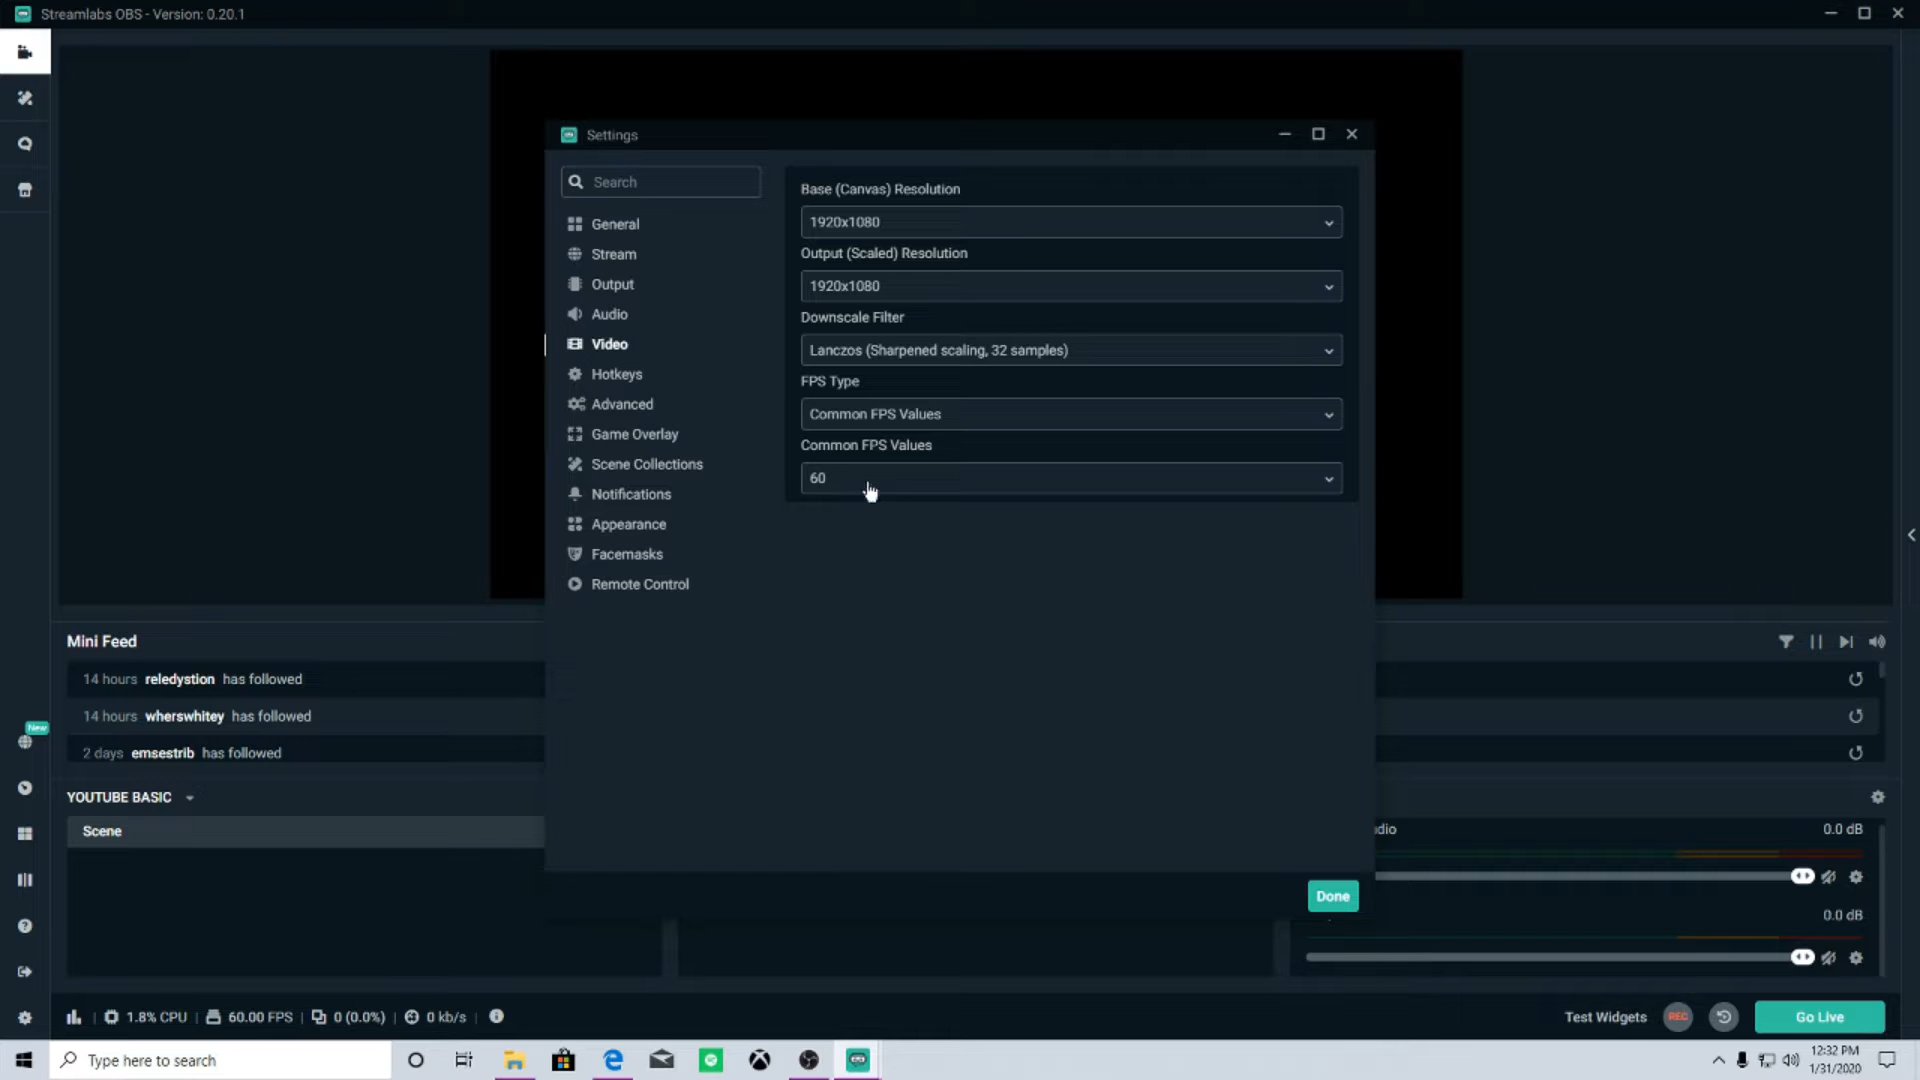 Streamlabs OBS - Version: 0.20.1
Settings
Search
General
Stream
Output
Audio
Video
Hotkeys
Advanced
Game Overlay
Scene Collections
Notifications
Appearance
Facemasks
Remote Control
Base (Canvas) Resolution
1920x1080
Output (Scaled) Resolution
1920x1080
Downscale Filter
Lanczos (Sharpened scaling, 32 samples)
FPS Type
Common FPS Values
Common FPS Values
60
Done
Mini Feed
14 hours reledystion has followed
14 hours wherswhitey has followed
2 days emsestrib has followed
New
YOUTUBE BASIC
Scene
dio 0.0 dB
0.0 dB
1.8% CPU | 60.00 FPS | 0 (0.0%) | 0 kb/s
Test Widgets REC Go Live
Type here to search
12:32 PM
1/31/2020